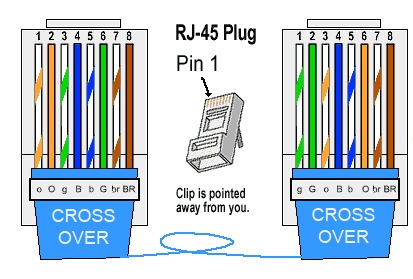 1 2 3 4 5 6 7 8
RJ-45 Plug
Pin 1
1 2 3 4 5 6 7 8
o O g B b G br BR
Clip is pointed
away from you.
g G o B b O br BR
CROSS
OVER
CROSS
OVER